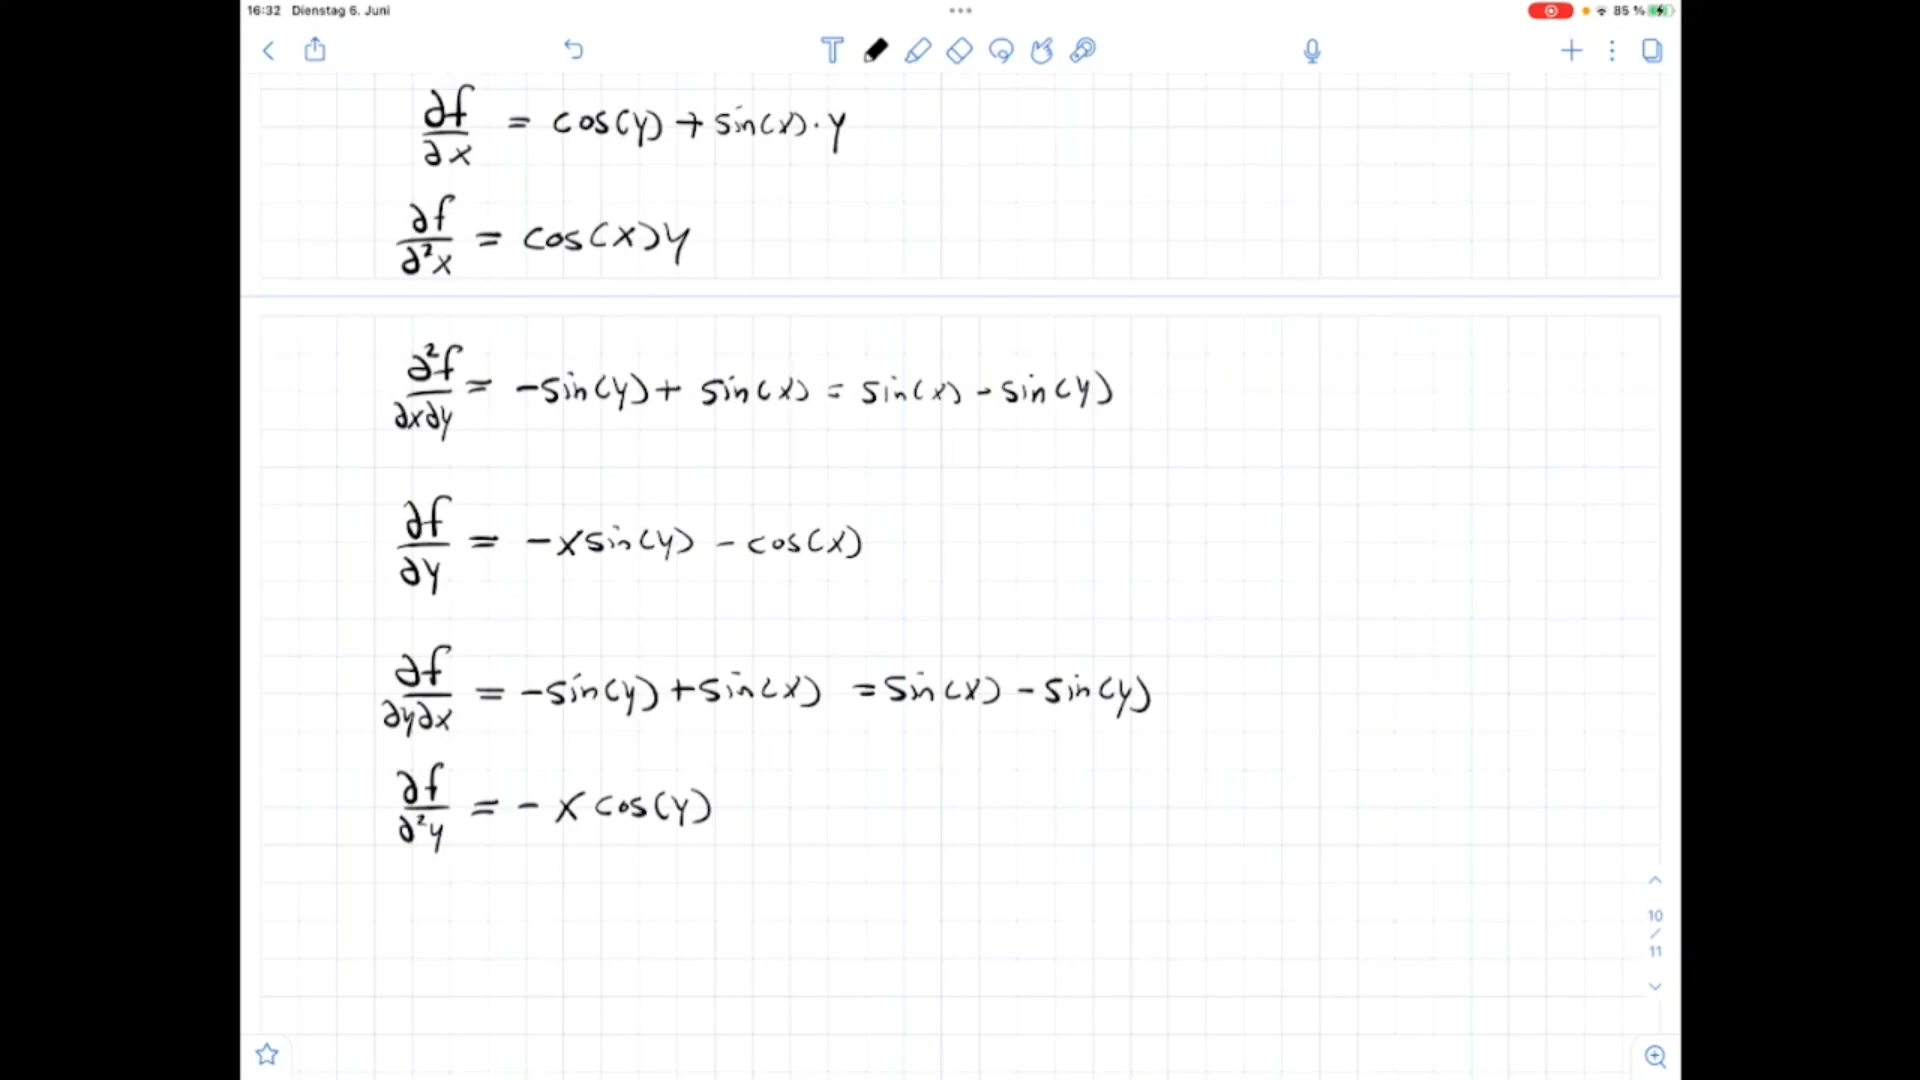 16:32 Dienstag 6. Juni
85 %
∂f/∂x = cos(y) + sin(x) · y
∂f/∂²x = cos(x)y
∂²f/∂x∂y = -sin(y) + sin(x) = sin(x) - sin(y)
∂f/∂y = -x sin(y) - cos(x)
∂f/∂y∂x = -sin(y) + sin(x) = sin(x) - sin(y)
∂f/∂²y = - x cos(y)
10
/
11